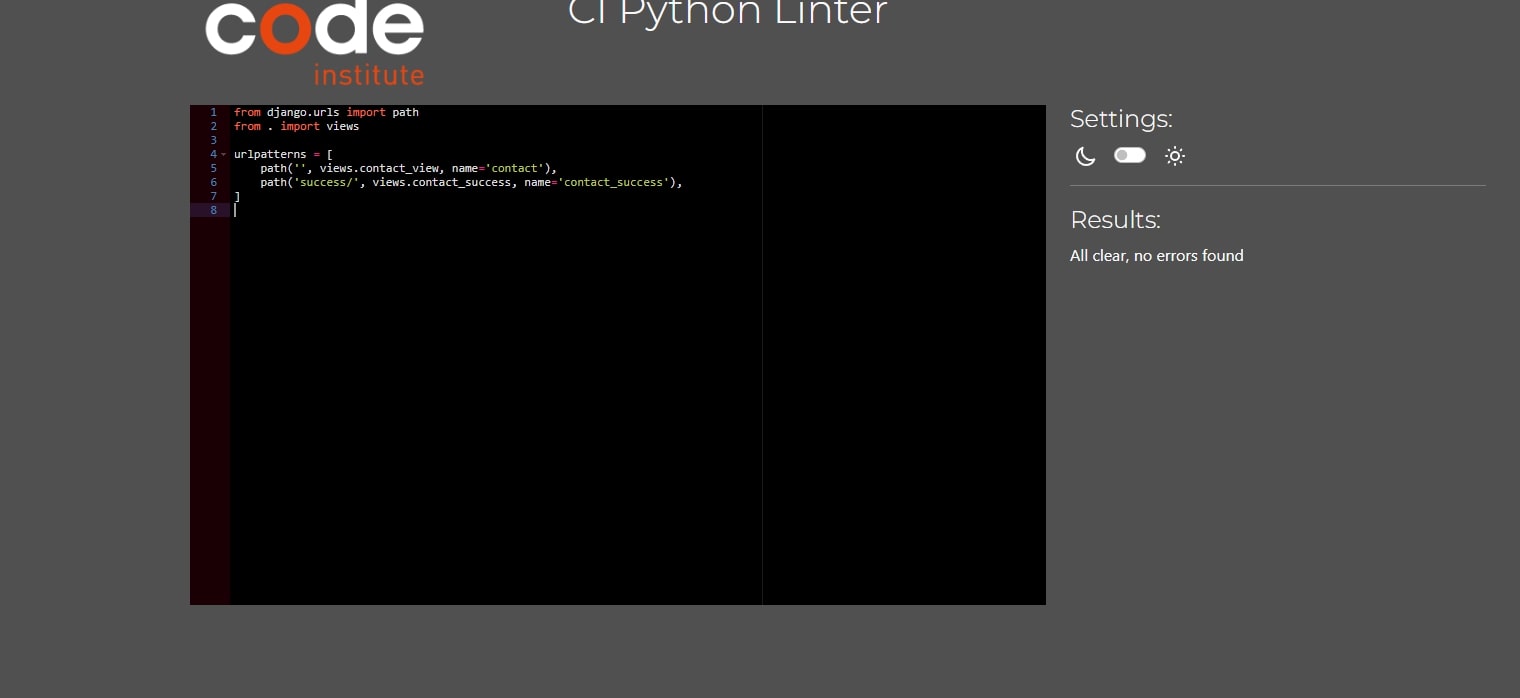 code
institute
CI Python Linter
1 from django.urls import path
2 from . import views
3
4 urlpatterns = [
5     path('', views.contact_view, name='contact'),
6     path('success/', views.contact_success, name='contact_success'),
7 ]
8
Settings:
Results:
All clear, no errors found